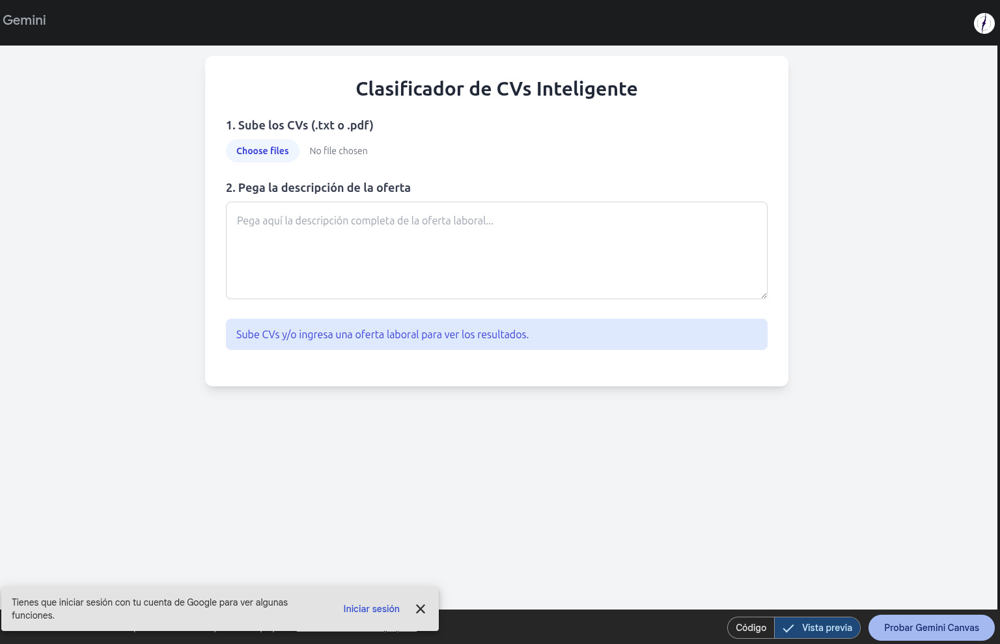 Gemini
Clasificador de CVs Inteligente
1. Sube los CVs (.txt o .pdf)
Choose files No file chosen
2. Pega la descripción de la oferta
Pega aquí la descripción completa de la oferta laboral...
Sube CVs y/o ingresa una oferta laboral para ver los resultados.
Tienes que iniciar sesión con tu cuenta de Google para ver algunas
funciones.
Iniciar sesión
Código Vista previa Probar Gemini Canvas